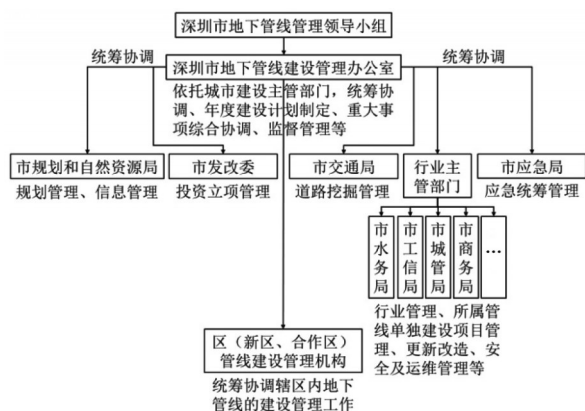 深圳市地下管线管理领导小组
统筹协调
统筹协调
深圳市地下管线建设管理办公室
依托城市建设主管部门，统筹协
调、年度建设计划制定、重大事
项综合协调、监督管理等
市规划和自然资源局
规划管理、信息管理
市发改委
投资立项管理
市交通局
道路挖掘管理
行业主
管部门
市应急局
应急统筹管理
市水务局
市工信局
市城管局
市商务局
…
行业管理、所属管
线单独建设项目管
理、更新改造、安
全及运维管理等
区（新区、合作区）
管线建设管理机构
统筹协调辖区内地下
管线的建设管理工作